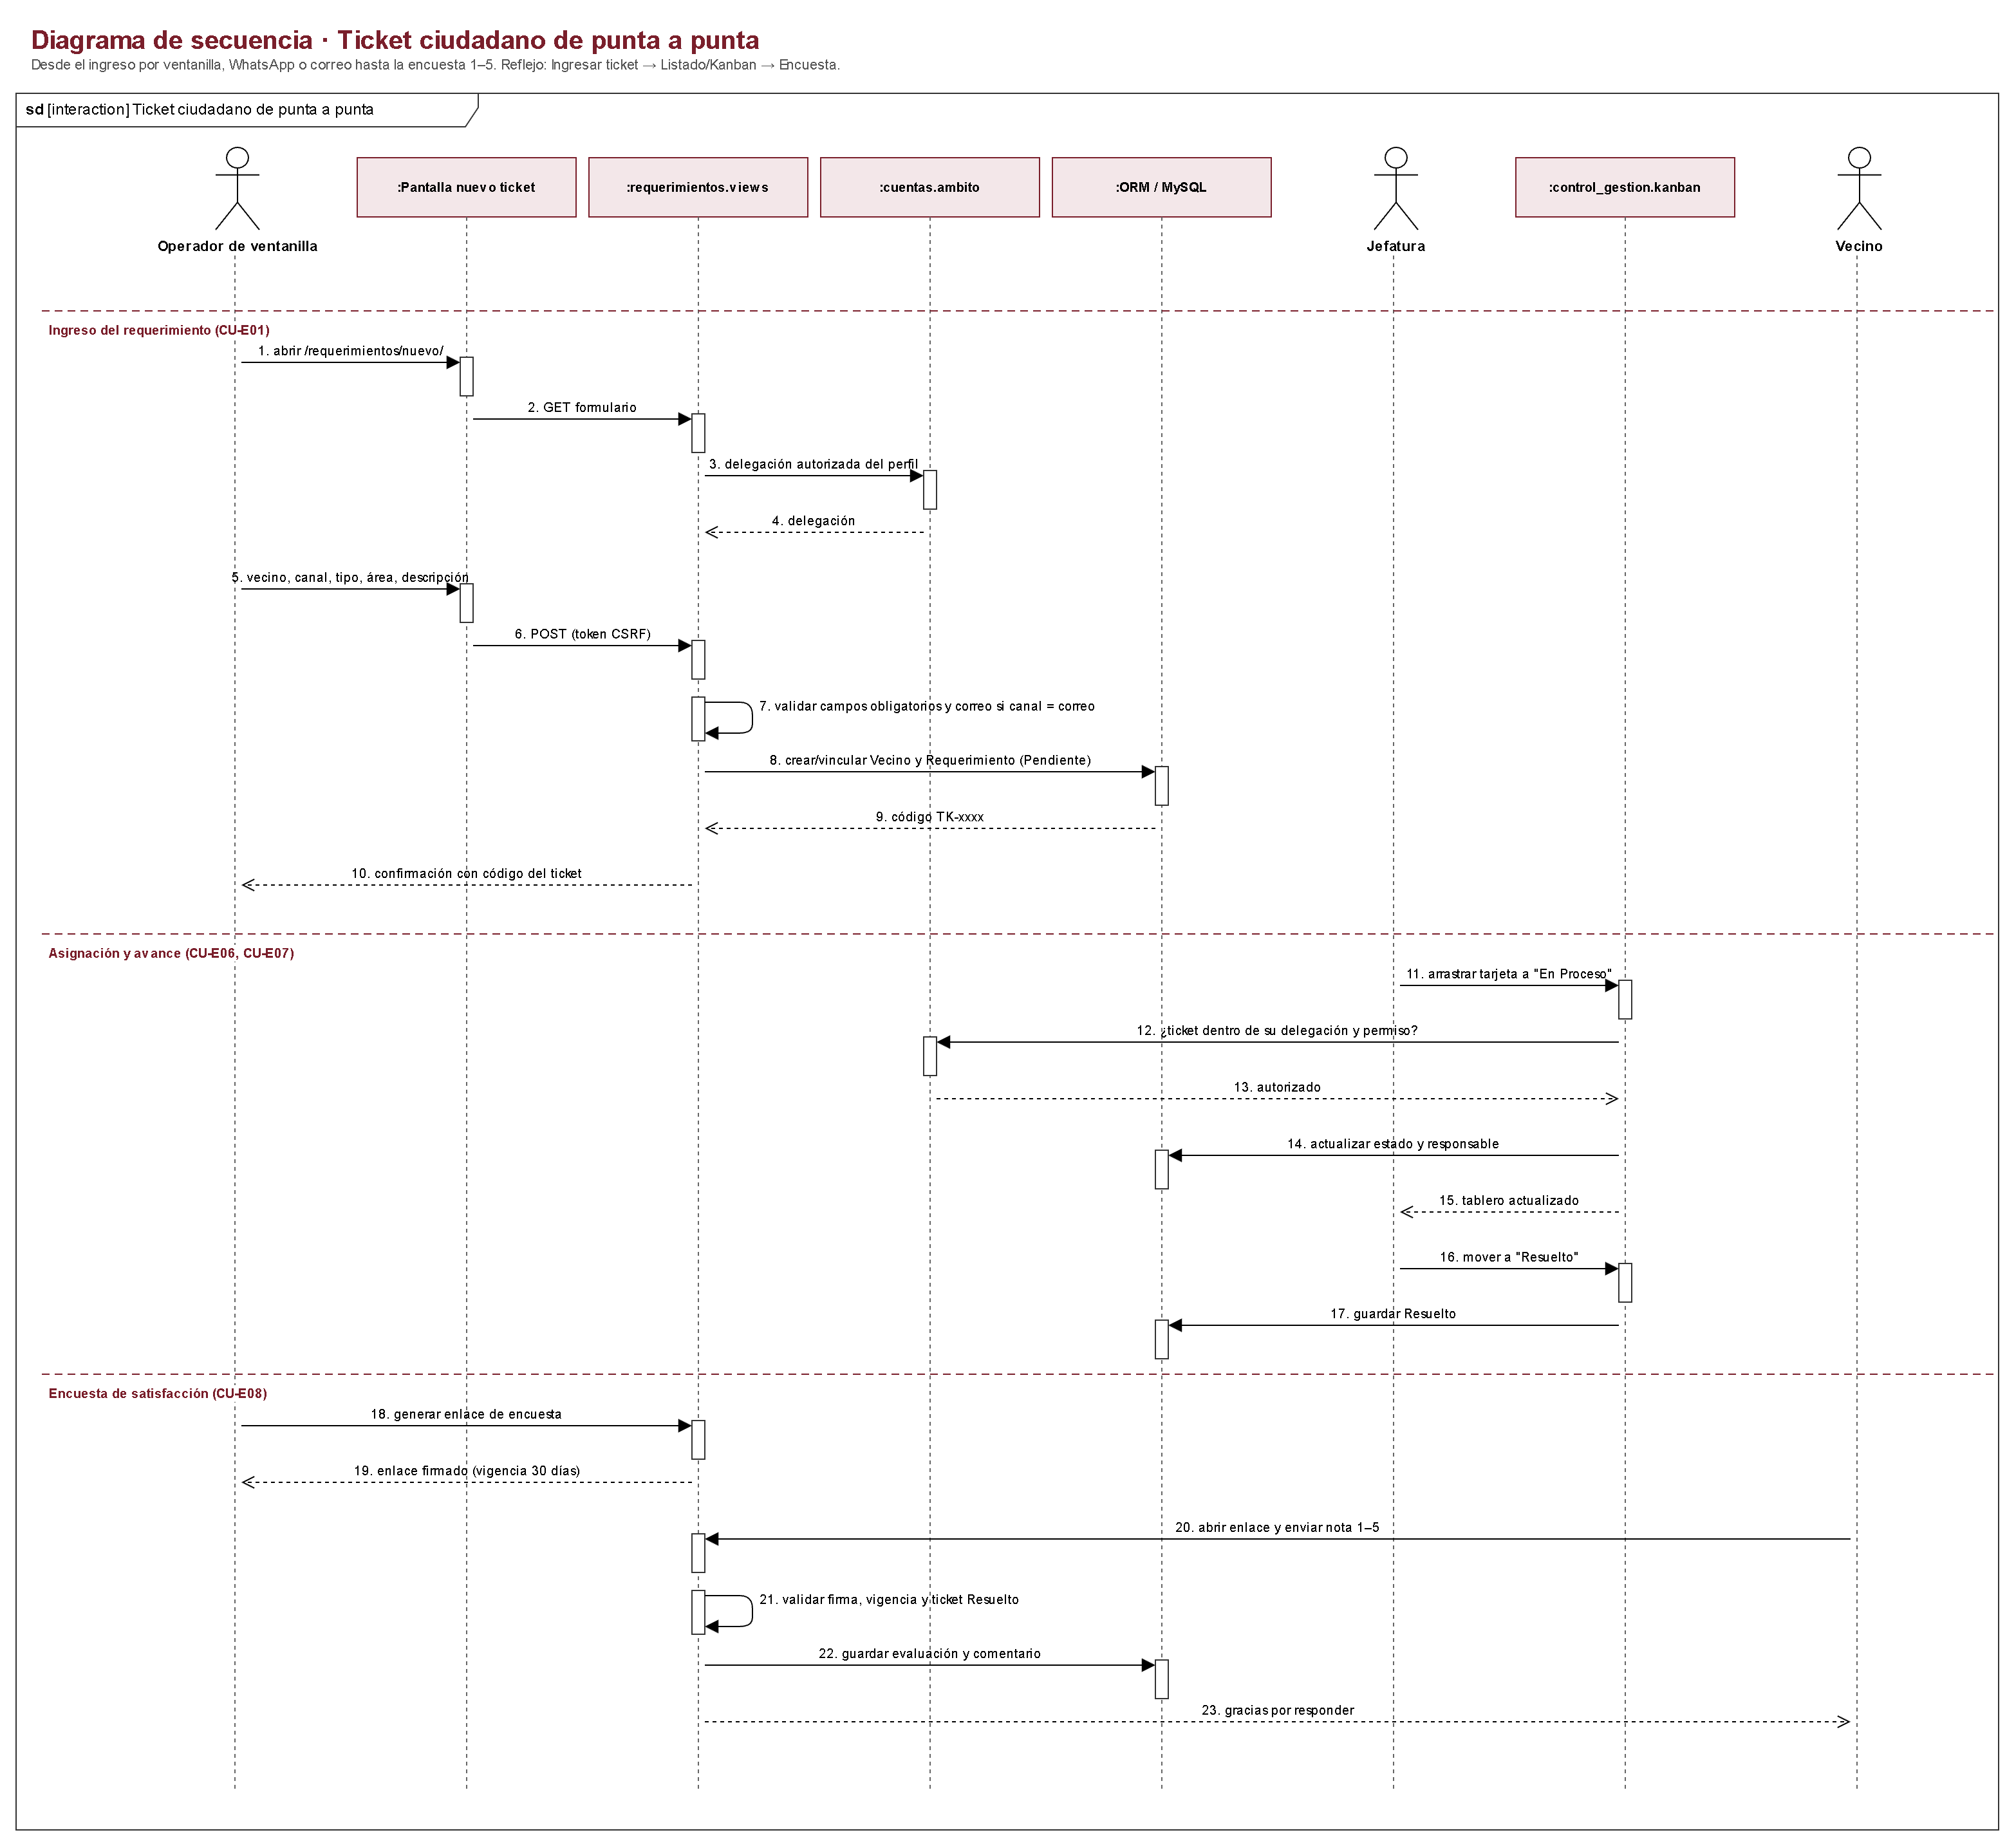 Diagrama de secuencia · Ticket ciudadano de punta a punta
Desde el ingreso por ventanilla, WhatsApp o correo hasta la encuesta 1–5. Reflejo: Ingresar ticket → Listado/Kanban → Encuesta.
sd [interaction] Ticket ciudadano de punta a punta
Operador de ventanilla
:Pantalla nuevo ticket
:requerimientos.views
:cuentas.ambito
:ORM / MySQL
Jefatura
:control_gestion.kanban
Vecino
Ingreso del requerimiento (CU-E01)
1. abrir /requerimientos/nuevo/
2. GET formulario
3. delegación autorizada del perfil
4. delegación
5. vecino, canal, tipo, área, descripción
6. POST (token CSRF)
7. validar campos obligatorios y correo si canal = correo
8. crear/vincular Vecino y Requerimiento (Pendiente)
9. código TK-xxxx
10. confirmación con código del ticket
Asignación y avance (CU-E06, CU-E07)
11. arrastrar tarjeta a "En Proceso"
12. ¿ticket dentro de su delegación y permiso?
13. autorizado
14. actualizar estado y responsable
15. tablero actualizado
16. mover a "Resuelto"
17. guardar Resuelto
Encuesta de satisfacción (CU-E08)
18. generar enlace de encuesta
19. enlace firmado (vigencia 30 días)
20. abrir enlace y enviar nota 1–5
21. validar firma, vigencia y ticket Resuelto
22. guardar evaluación y comentario
23. gracias por responder